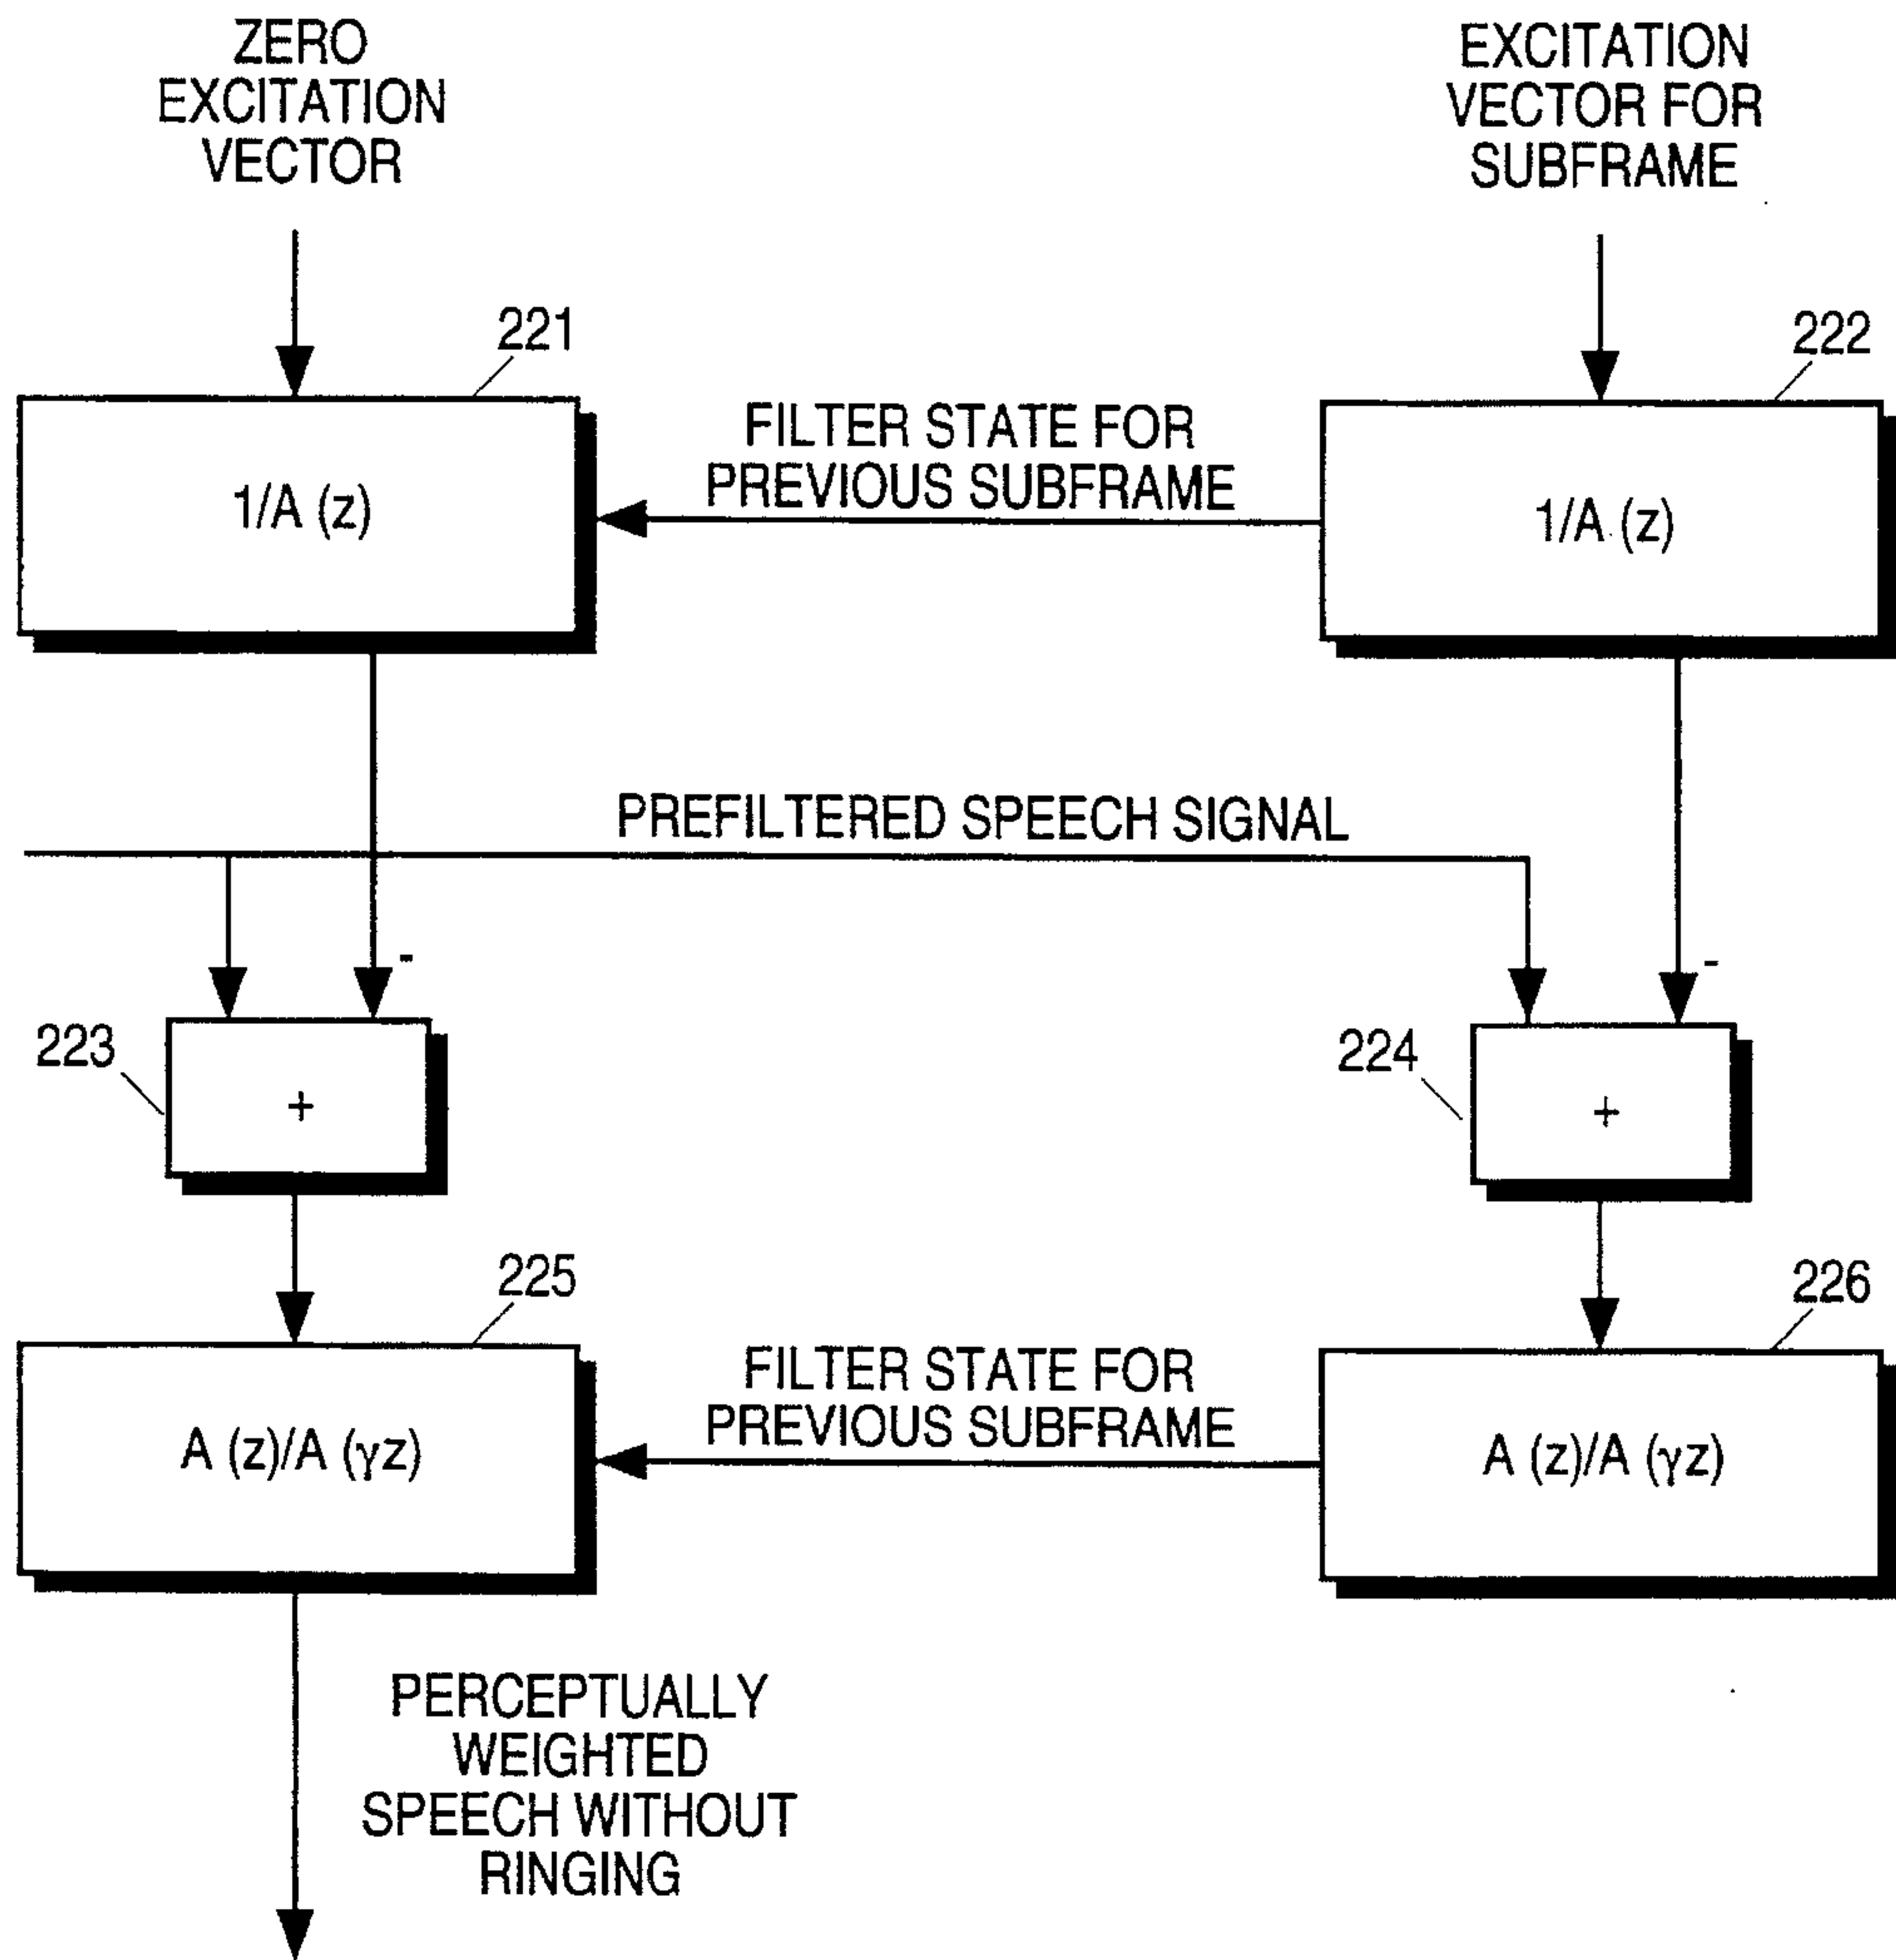 ZERO
EXCITATION
VECTOR
EXCITATION
VECTOR FOR
SUBFRAME
221
222
1/A (z)
FILTER STATE FOR
PREVIOUS SUBFRAME
1/A (z)
PREFILTERED SPEECH SIGNAL
-
-
223
+
224
+
225
226
A (z)/A (γz)
FILTER STATE FOR
PREVIOUS SUBFRAME
A (z)/A (γz)
PERCEPTUALLY
WEIGHTED
SPEECH WITHOUT
RINGING